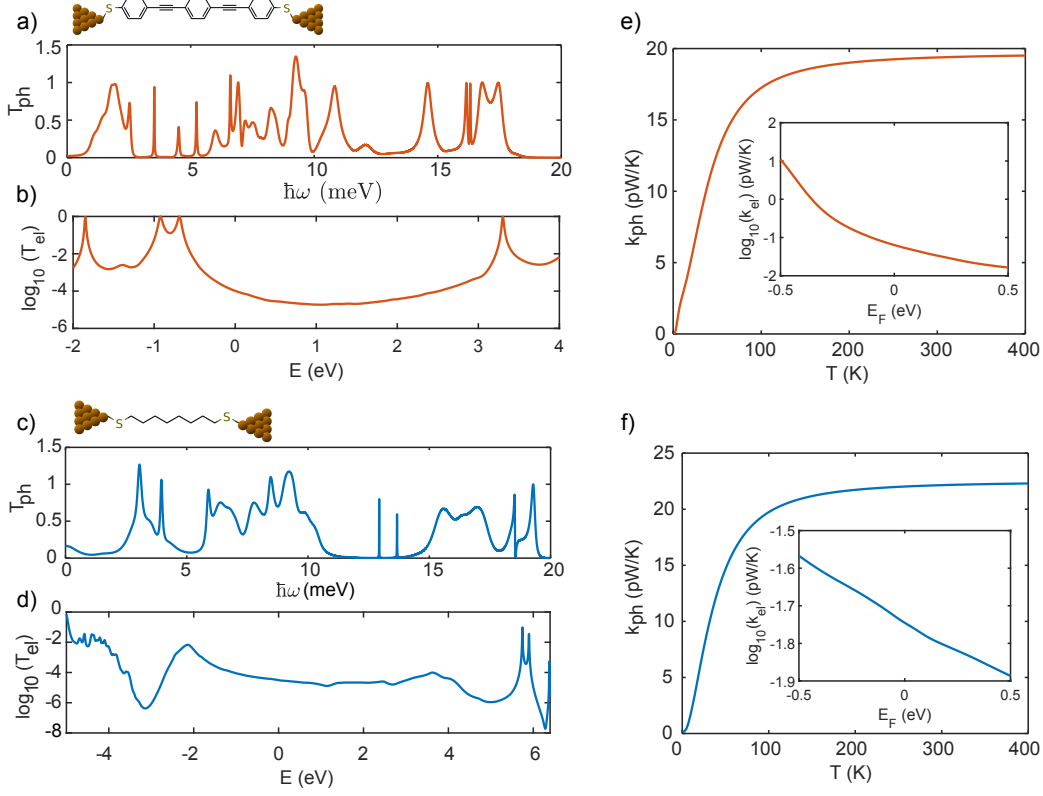 a)
S
S
1.5
1
0.5
0
T_ph
0 5 10 15 20
ħω (meV)
b)
0
-2
-4
-6
log_10 (T_el)
-2 -1 0 1 2 3 4
E (eV)
c)
S
S
1.5
1
0.5
0
T_ph
0 5 10 15 20
ħω (meV)
d)
0
-2
-4
-6
-8
log_10 (T_el)
-4 -2 0 2 4 6
E (eV)
e)
20
15
10
5
0
k_ph (pW/K)
0 100 200 300 400
T (K)
2
1
0
-1
-2
log_10(k_el) (pW/K)
-0.5 0 0.5
E_F (eV)
f)
25
20
15
10
5
0
k_ph (pW/K)
0 100 200 300 400
T (K)
-1.5
-1.6
-1.7
-1.8
-1.9
log_10(k_el) (pW/K)
-0.5 0 0.5
E_F (eV)